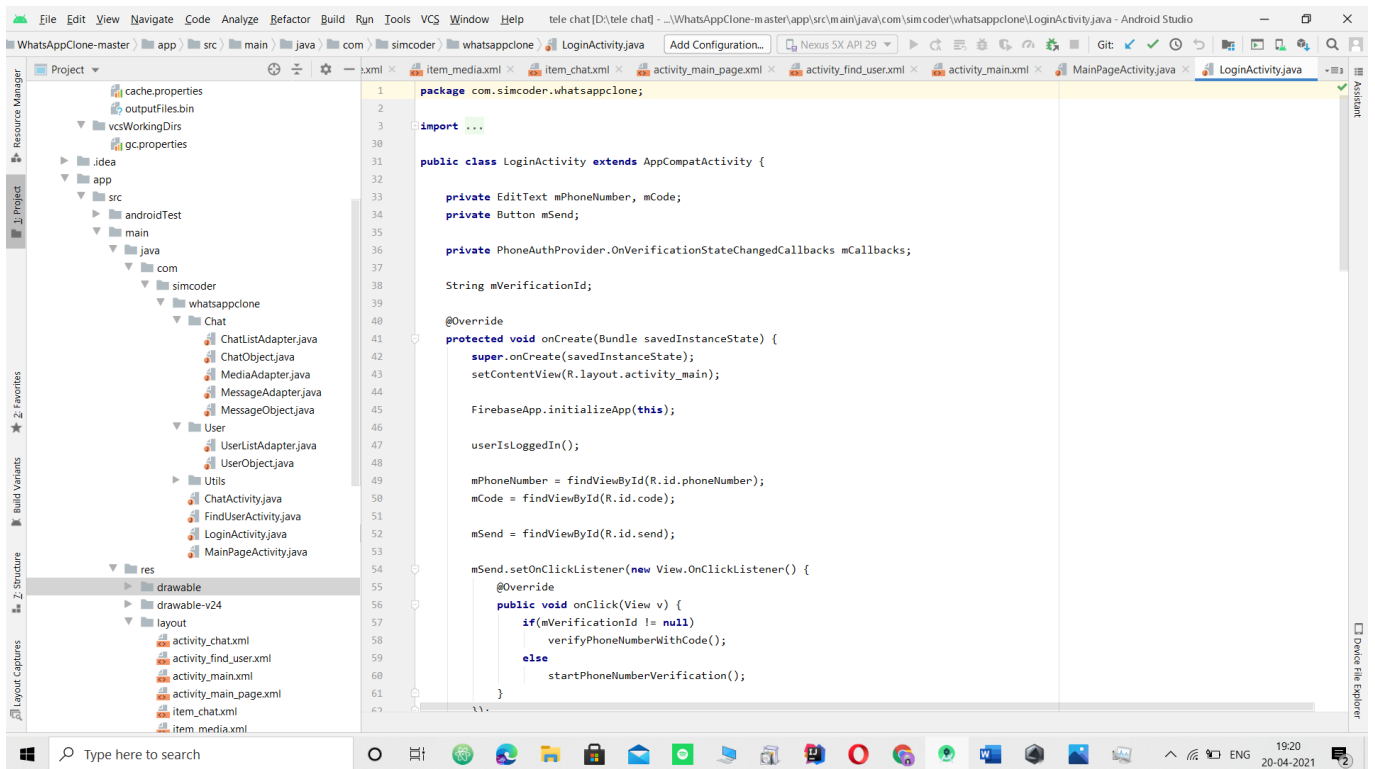 File Edit View Navigate Code Analyze Refactor Build Run Tools VCS Window Help tele chat [D:\tele chat] - ...\WhatsAppClone-master\app\src\main\java\com\simcoder\whatsappclone\LoginActivity.java - Android Studio
WhatsAppClone-master app src main java com simcoder whatsappclone LoginActivity.java Add Configuration... Nexus 5X API 29 Git:
Project e.xml item_media.xml item_chat.xml activity_main_page.xml activity_find_user.xml activity_main.xml MainPageActivity.java LoginActivity.java
Resource Manager
1: Project
2: Favorites
Build Variants
Z: Structure
Layout Captures
cache.properties
outputFiles.bin
vcsWorkingDirs
gc.properties
.idea
app
src
androidTest
main
java
com
simcoder
whatsappclone
Chat
ChatListAdapter.java
ChatObject.java
MediaAdapter.java
MessageAdapter.java
MessageObject.java
User
UserListAdapter.java
UserObject.java
Utils
ChatActivity.java
FindUserActivity.java
LoginActivity.java
MainPageActivity.java
res
drawable
drawable-v24
layout
activity_chat.xml
activity_find_user.xml
activity_main.xml
activity_main_page.xml
item_chat.xml
item_media.xml
1 package com.simcoder.whatsappclone;
2
3 import ...
30
31 public class LoginActivity extends AppCompatActivity {
32
33 private EditText mPhoneNumber, mCode;
34 private Button mSend;
35
36 private PhoneAuthProvider.OnVerificationStateChangedCallbacks mCallbacks;
37
38 String mVerificationId;
39
40 @Override
41 protected void onCreate(Bundle savedInstanceState) {
42 super.onCreate(savedInstanceState);
43 setContentView(R.layout.activity_main);
44
45 FirebaseApp.initializeApp(this);
46
47 userIsLoggedIn();
48
49 mPhoneNumber = findViewById(R.id.phoneNumber);
50 mCode = findViewById(R.id.code);
51
52 mSend = findViewById(R.id.send);
53
54 mSend.setOnClickListener(new View.OnClickListener() {
55 @Override
56 public void onClick(View v) {
57 if(mVerificationId != null)
58 verifyPhoneNumberWithCode();
59 else
60 startPhoneNumberVerification();
61 }
62 });
Assistant
Device File Explorer
Type here to search ENG 19:20
20-04-2021 2